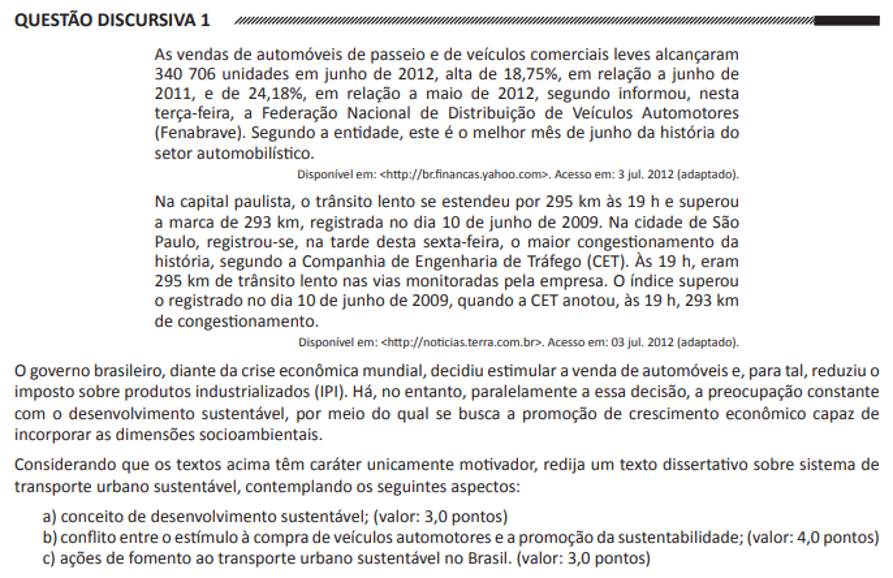 QUESTÃO DISCURSIVA 1
As vendas de automóveis de passeio e de veículos comerciais leves alcançaram
340 706 unidades em junho de 2012, alta de 18,75%, em relação a junho de
2011, e de 24,18%, em relação a maio de 2012, segundo informou, nesta
terça-feira, a Federação Nacional de Distribuição de Veículos Automotores
(Fenabrave). Segundo a entidade, este é o melhor mês de junho da história do
setor automobilístico.
Disponível em: <http://br.financas.yahoo.com>. Acesso em: 3 jul. 2012 (adaptado).
Na capital paulista, o trânsito lento se estendeu por 295 km às 19 h e superou
a marca de 293 km, registrada no dia 10 de junho de 2009. Na cidade de São
Paulo, registrou-se, na tarde desta sexta-feira, o maior congestionamento da
história, segundo a Companhia de Engenharia de Tráfego (CET). Às 19 h, eram
295 km de trânsito lento nas vias monitoradas pela empresa. O índice superou
o registrado no dia 10 de junho de 2009, quando a CET anotou, às 19 h, 293 km
de congestionamento.
Disponível em: <http://noticias.terra.com.br>. Acesso em: 03 jul. 2012 (adaptado).
O governo brasileiro, diante da crise econômica mundial, decidiu estimular a venda de automóveis e, para tal, reduziu o
imposto sobre produtos industrializados (IPI). Há, no entanto, paralelamente a essa decisão, a preocupação constante
com o desenvolvimento sustentável, por meio do qual se busca a promoção de crescimento econômico capaz de
incorporar as dimensões socioambientais.
Considerando que os textos acima têm caráter unicamente motivador, redija um texto dissertativo sobre sistema de
transporte urbano sustentável, contemplando os seguintes aspectos:
a) conceito de desenvolvimento sustentável; (valor: 3,0 pontos)
b) conflito entre o estímulo à compra de veículos automotores e a promoção da sustentabilidade; (valor: 4,0 pontos)
c) ações de fomento ao transporte urbano sustentável no Brasil. (valor: 3,0 pontos)